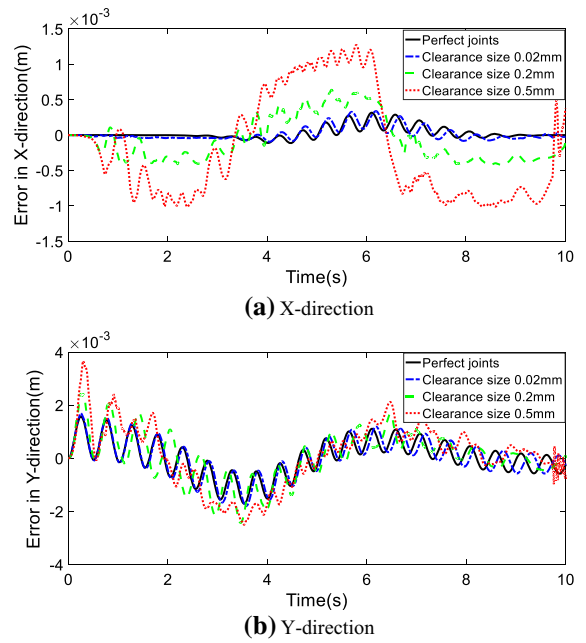 ×10⁻³
1.5
1
0.5
0
-0.5
-1
-1.5
Error in X-direction(m)
Perfect joints
Clearance size 0.02mm
Clearance size 0.2mm
Clearance size 0.5mm
0 2 4 6 8 10
Time(s)
(a) X-direction
×10⁻³
4
2
0
-2
-4
Error in Y-direction(m)
Perfect joints
Clearance size 0.02mm
Clearance size 0.2mm
Clearance size 0.5mm
0 2 4 6 8 10
Time(s)
(b) Y-direction